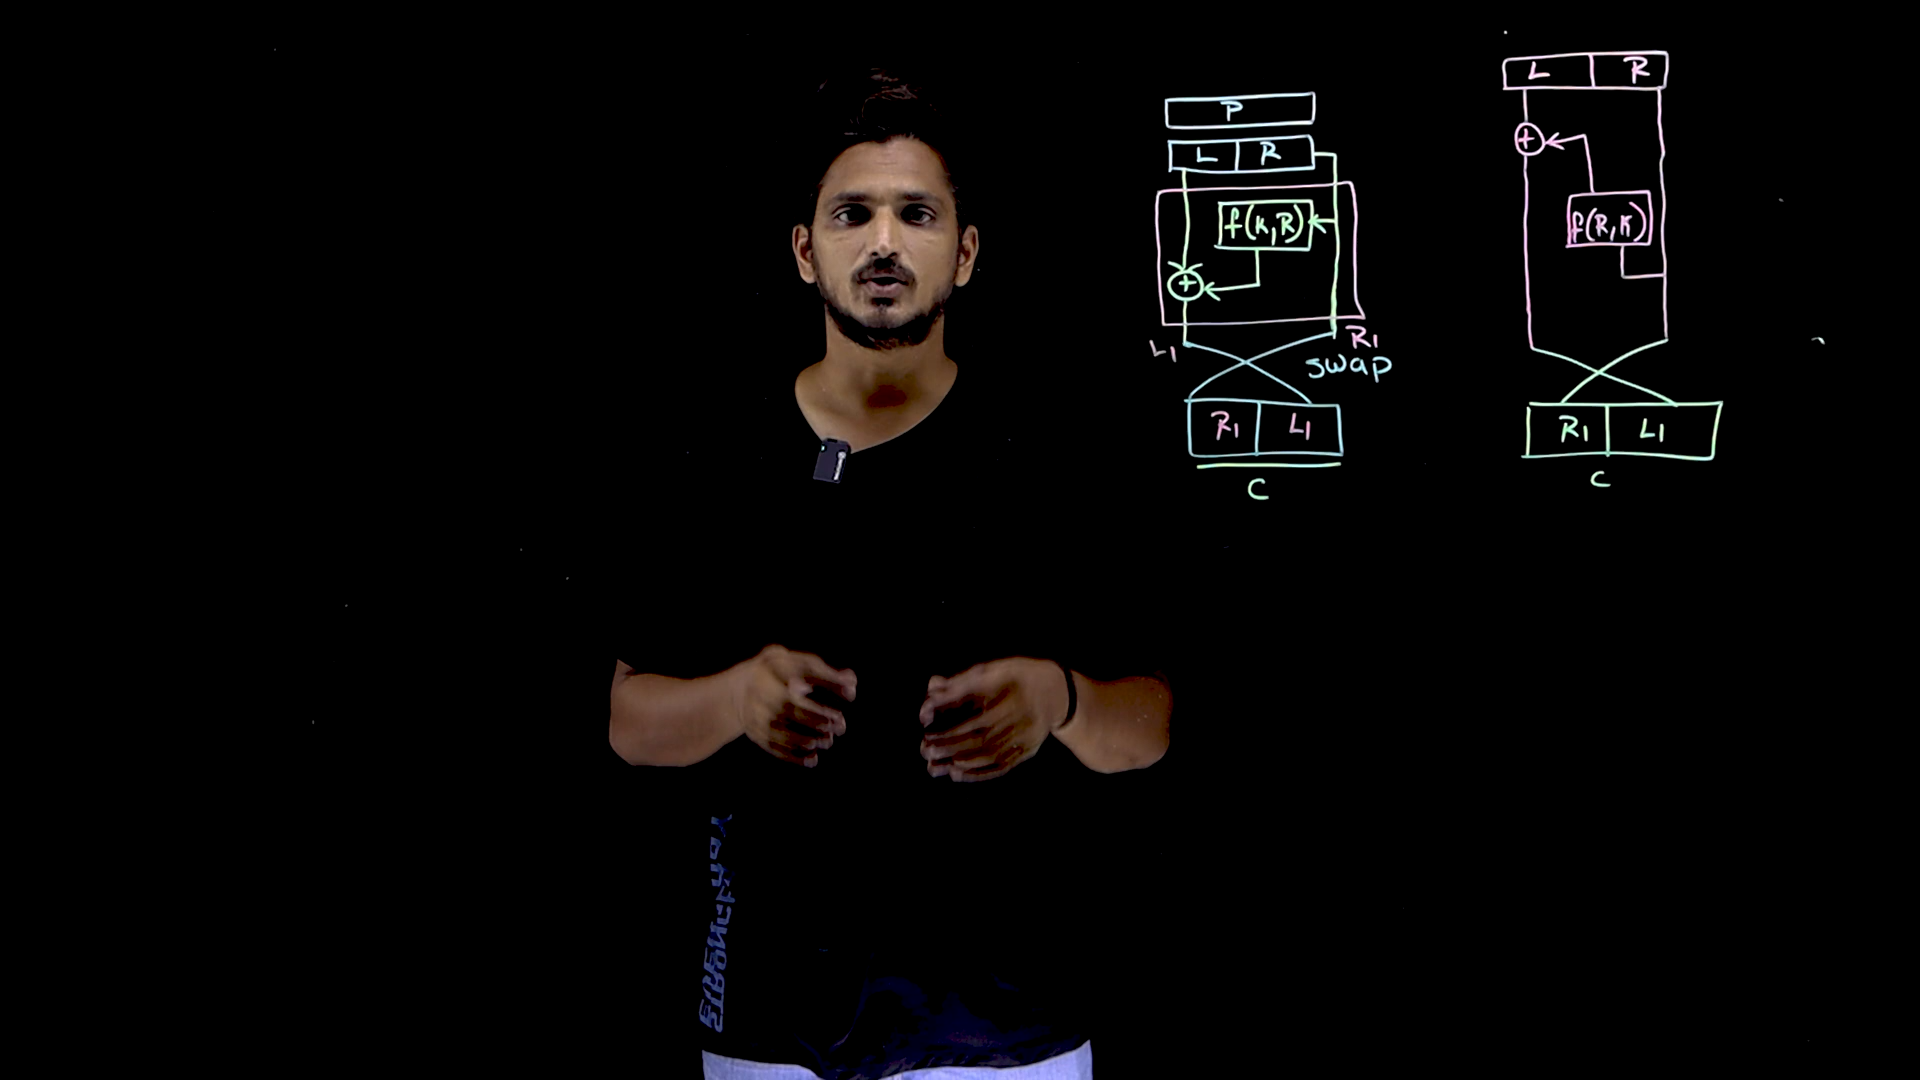 P
L R
f(K,R)
+
L1 R1
swap
R1 L1
C
L R
+
f(R,K)
R1 L1
C